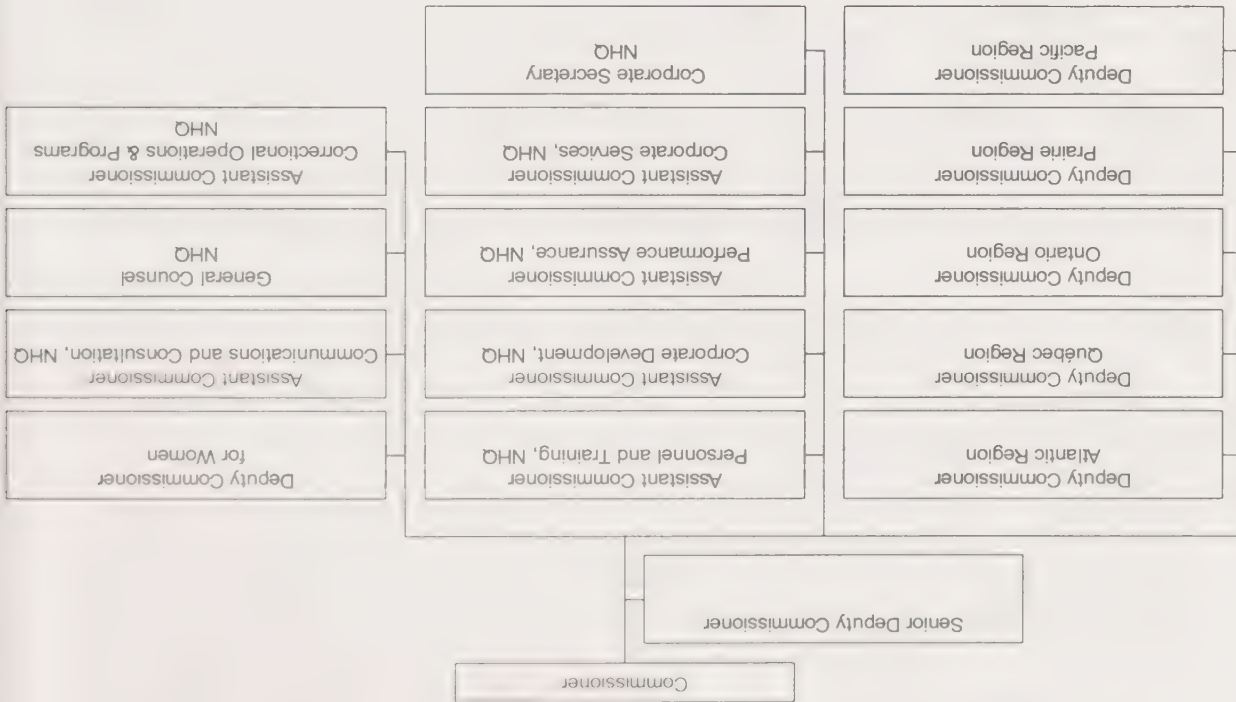 Commissioner
Senior Deputy Commissioner
Deputy Commissioner
Atlantic Region
Deputy Commissioner
Québec Region
Deputy Commissioner
Ontario Region
Deputy Commissioner
Prairie Region
Deputy Commissioner
Pacific Region
Assistant Commissioner
Personnel and Training, NHQ
Assistant Commissioner
Corporate Development, NHQ
Assistant Commissioner
Performance Assurance, NHQ
Assistant Commissioner
Corporate Services, NHQ
Corporate Secretary
NHQ
Deputy Commissioner
for Women
Assistant Commissioner
Communications and Consultation, NHQ
General Counsel
NHQ
Assistant Commissioner
Correctional Operations & Programs
NHQ